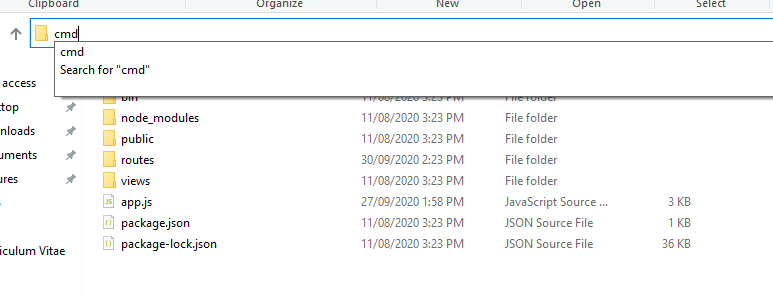 Clipboard Organize New Open Select
cmd
cmd
Search for "cmd"
access
ktop
bin 11/08/2020 3:23 PM File folder
node_modules 11/08/2020 3:23 PM File folder
public 11/08/2020 3:23 PM File folder
routes 30/09/2020 2:23 PM File folder
views 11/08/2020 3:23 PM File folder
app.js 27/09/2020 1:58 PM JavaScript Source ... 3 KB
package.json 11/08/2020 3:23 PM JSON Source File 1 KB
package-lock.json 11/08/2020 3:23 PM JSON Source File 36 KB
wnloads
uments
ures
iculum Vitae